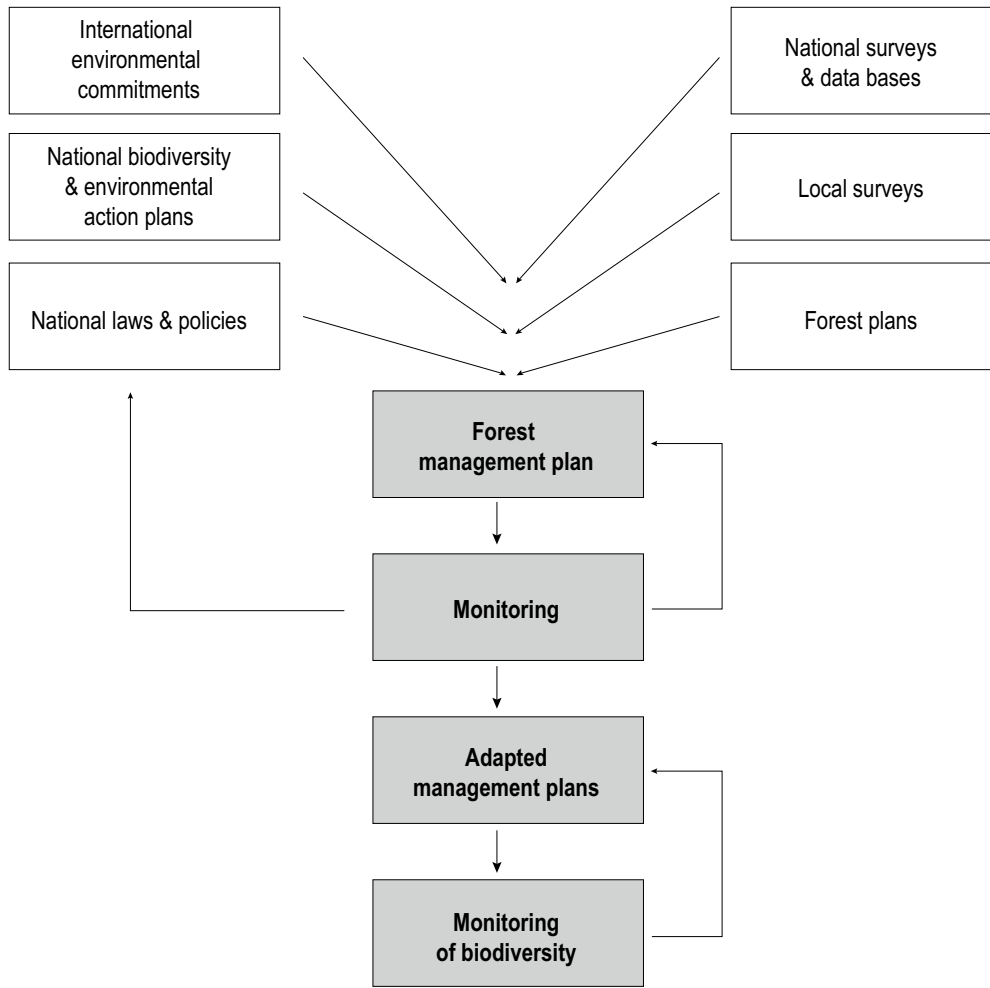 International
environmental
commitments
National surveys
& data bases
National biodiversity
& environmental
action plans
Local surveys
National laws & policies
Forest plans
Forest
management plan
Monitoring
Adapted
management plans
Monitoring
of biodiversity